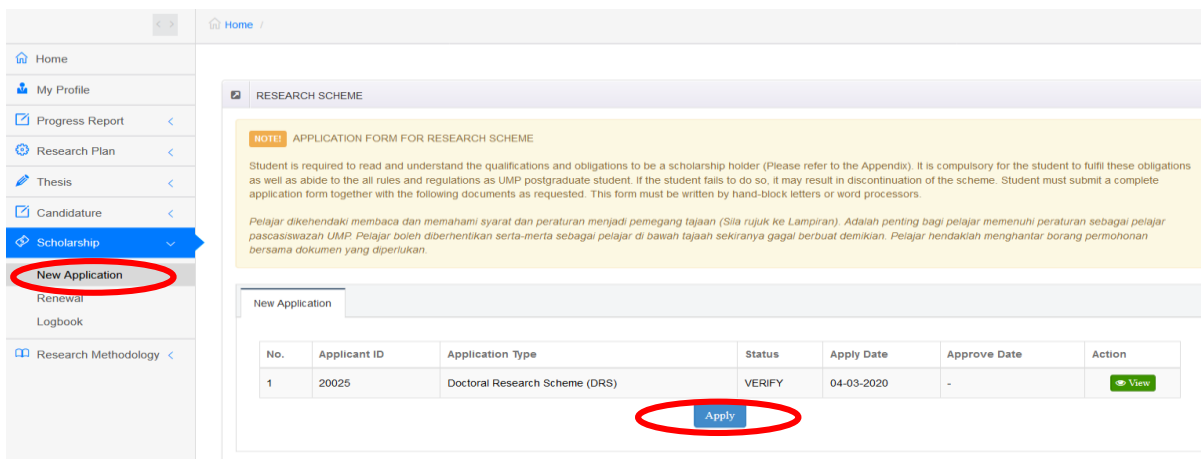 Home /
Home
My Profile
Progress Report
Research Plan
Thesis
Candidature
Scholarship
New Application
Renewal
Logbook
Research Methodology
RESEARCH SCHEME
NOTE! APPLICATION FORM FOR RESEARCH SCHEME
Student is required to read and understand the qualifications and obligations to be a scholarship holder (Please refer to the Appendix). It is compulsory for the student to fulfil these obligations
as well as abide to the all rules and regulations as UMP postgraduate student. If the student fails to do so, it may result in discontinuation of the scheme. Student must submit a complete
application form together with the following documents as requested. This form must be written by hand-block letters or word processors.
Pelajar dikehendaki membaca dan memahami syarat dan peraturan menjadi pemegang tajaan (Sila rujuk ke Lampiran). Adalah penting bagi pelajar memenuhi peraturan sebagai pelajar
pascasiswazah UMP. Pelajar boleh diberhentikan serta-merta sebagai pelajar di bawah tajaah sekiranya gagal berbuat demikian. Pelajar hendaklah menghantar borang permohonan
bersama dokumen yang diperlukan.
New Application
No. Applicant ID Application Type Status Apply Date Approve Date Action
1 20025 Doctoral Research Scheme (DRS) VERIFY 04-03-2020 - View
Apply